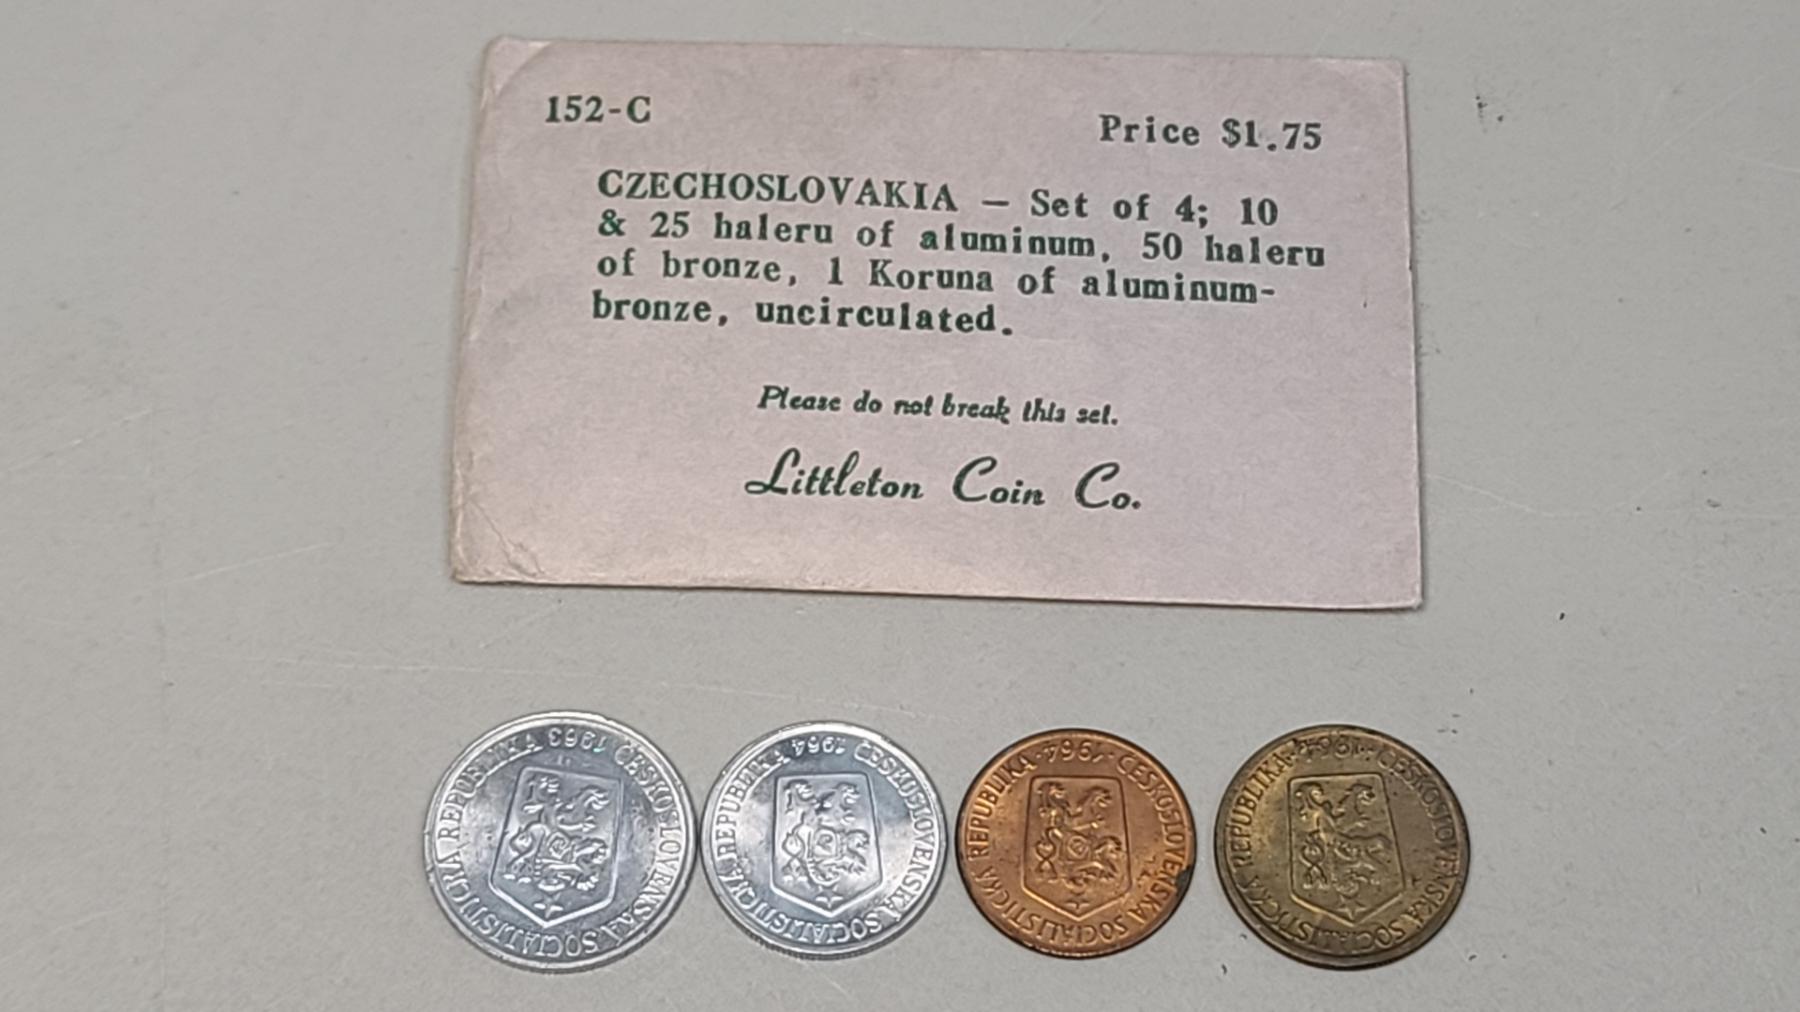 152-C
Price $1.75
CZECHOSLOVAKIA — Set of 4; 10
& 25 haleru of aluminum, 50 haleru
of bronze, 1 Koruna of aluminum-
bronze, uncirculated.
Please do not break this set.
Littleton Coin Co.
ČESKOSLOVENSKÁ SOCIALISTICKÁ REPUBLIKA 1963
ČESKOSLOVENSKÁ SOCIALISTICKÁ REPUBLIKA 1964
ČESKOSLOVENSKÁ SOCIALISTICKÁ REPUBLIKA · 1964 ·
ČESKOSLOVENSKÁ SOCIALISTICKÁ REPUBLIKA · 1964 ·